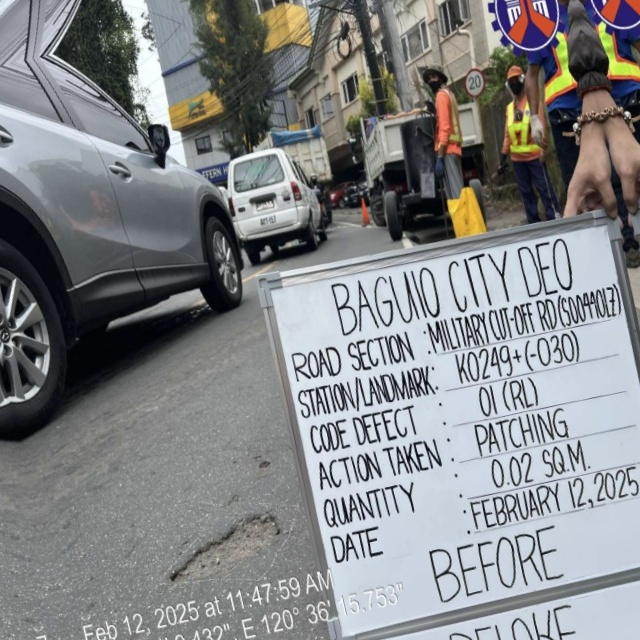 20
BAGUIO CITY DEO
ROAD SECTION : MILITARY CUT-OFF RD (S00440LZ)
STATION/LANDMARK: K0249+(-030)
CODE DEFECT : 01 (RL)
ACTION TAKEN : PATCHING
QUANTITY : 0.02 SQ.M.
DATE : FEBRUARY 12, 2025
BEFORE
BEFORE
Feb 12, 2025 at 11:47:59 AM
E 120° 36' 15.753"